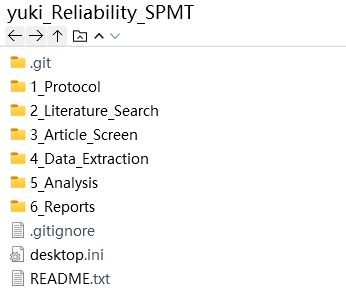 yuki_Reliability_SPMT
.git
1_Protocol
2_Literature_Search
3_Article_Screen
4_Data_Extraction
5_Analysis
6_Reports
.gitignore
desktop.ini
README.txt